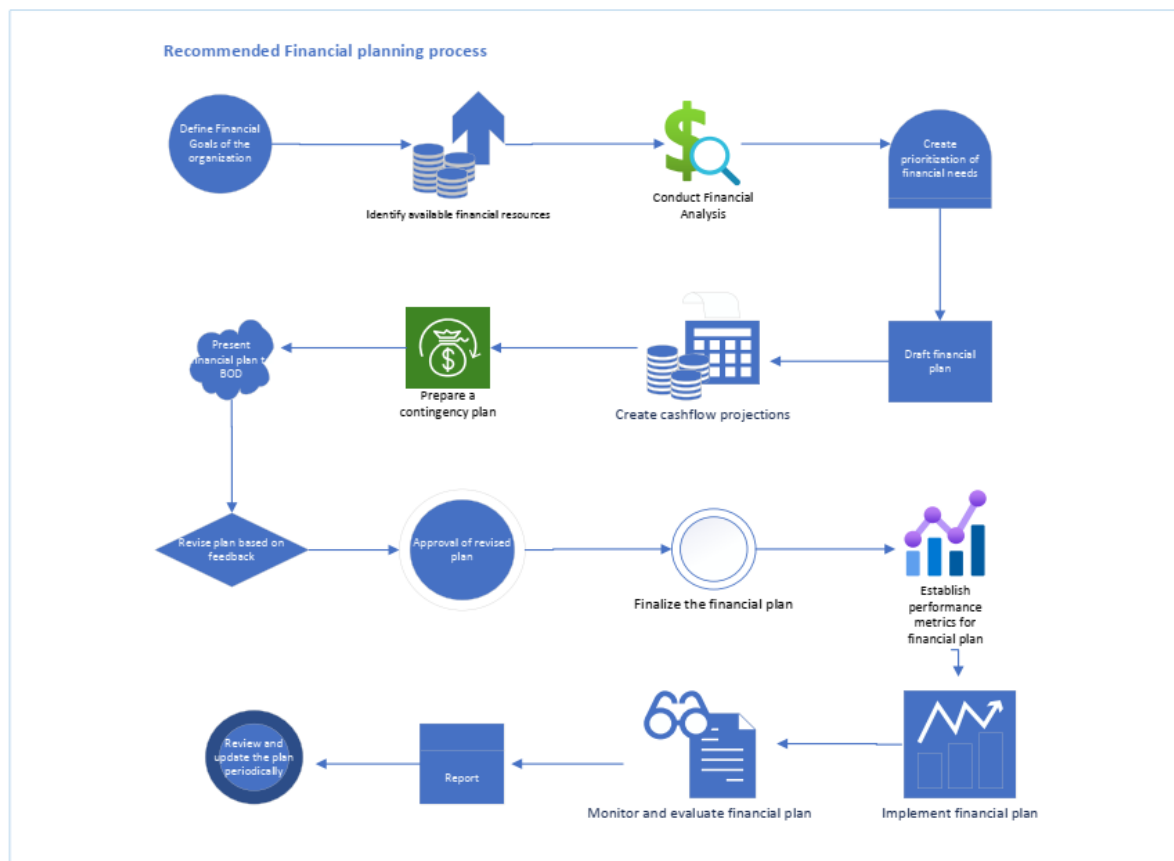 Recommended Financial planning process
Define Financial
Goals of the
organization
Identify available financial resources
Conduct Financial
Analysis
Create
prioritization of
financial needs
Draft financial
plan
Create cashflow projections
Prepare a
contingency plan
Present
financial plan to
BOD
Revise plan based on
feedback
Approval of revised
plan
Finalize the financial plan
Establish
performance
metrics for
financial plan
Implement financial plan
Monitor and evaluate financial plan
Report
Review and
update the plan
periodically